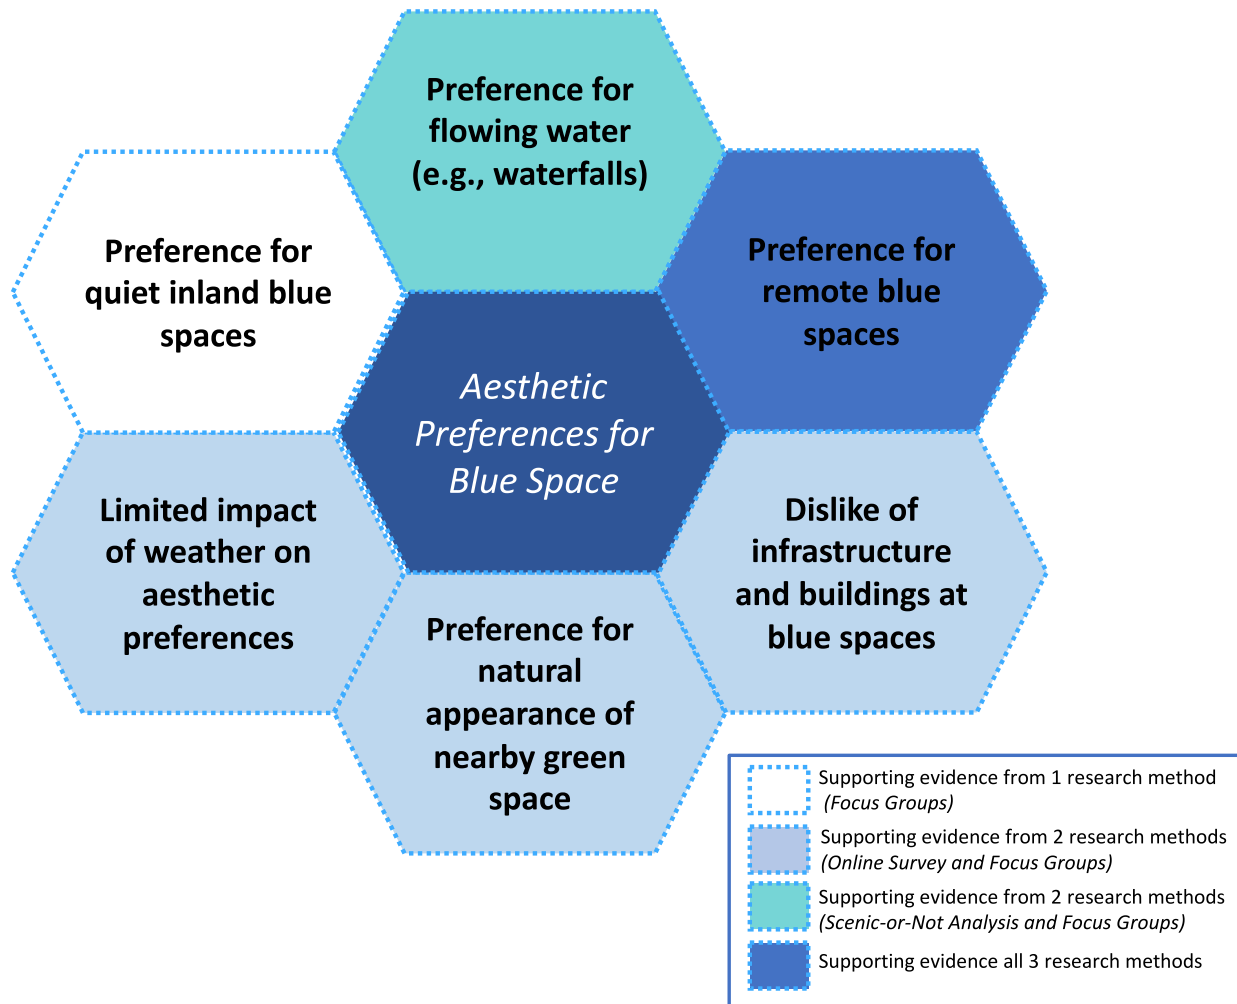 Preference for
flowing water
(e.g., waterfalls)
Preference for
quiet inland blue
spaces
Preference for
remote blue
spaces
Aesthetic
Preferences for
Blue Space
Limited impact
of weather on
aesthetic
preferences
Dislike of
infrastructure
and buildings at
blue spaces
Preference for
natural
appearance of
nearby green
space
Supporting evidence from 1 research method
(Focus Groups)
Supporting evidence from 2 research methods
(Online Survey and Focus Groups)
Supporting evidence from 2 research methods
(Scenic-or-Not Analysis and Focus Groups)
Supporting evidence all 3 research methods